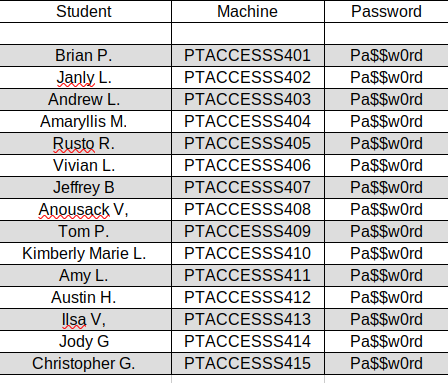 Student Machine Password
Brian P. PTACCESSS401 Pa$$w0rd
Janly L. PTACCESSS402 Pa$$w0rd
Andrew L. PTACCESSS403 Pa$$w0rd
Amaryllis M. PTACCESSS404 Pa$$w0rd
Rusto R. PTACCESSS405 Pa$$w0rd
Vivian L. PTACCESSS406 Pa$$w0rd
Jeffrey B PTACCESSS407 Pa$$w0rd
Anousack V, PTACCESSS408 Pa$$w0rd
Tom P. PTACCESSS409 Pa$$w0rd
Kimberly Marie L. PTACCESSS410 Pa$$w0rd
Amy L. PTACCESSS411 Pa$$w0rd
Austin H. PTACCESSS412 Pa$$w0rd
Ilsa V, PTACCESSS413 Pa$$w0rd
Jody G PTACCESSS414 Pa$$w0rd
Christopher G. PTACCESSS415 Pa$$w0rd